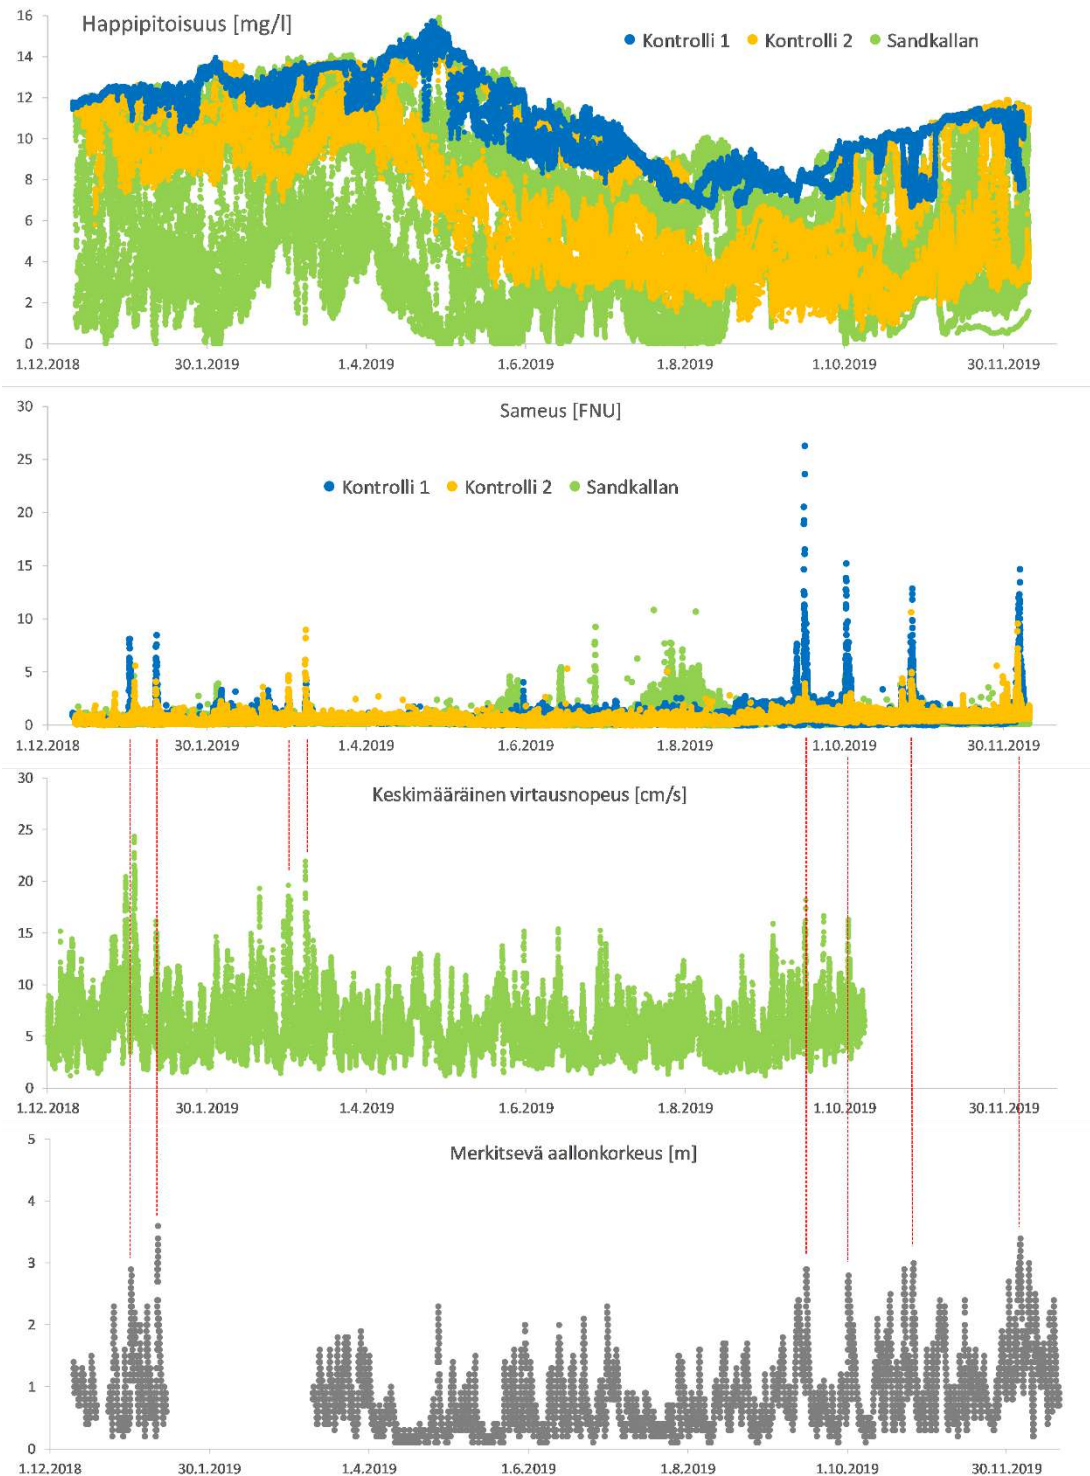 Happipitoisuus [mg/l]
Kontrolli 1 Kontrolli 2 Sandkallan
16
14
12
10
8
6
4
2
0
1.12.2018 30.1.2019 1.4.2019 1.6.2019 1.8.2019 1.10.2019 30.11.2019
Sameus [FNU]
Kontrolli 1 Kontrolli 2 Sandkallan
30
25
20
15
10
5
0
1.12.2018 30.1.2019 1.4.2019 1.6.2019 1.8.2019 1.10.2019 30.11.2019
Keskimääräinen virtausnopeus [cm/s]
30
25
20
15
10
5
0
1.12.2018 30.1.2019 1.4.2019 1.6.2019 1.8.2019 1.10.2019 30.11.2019
Merkitsevä aallonkorkeus [m]
5
4
3
2
1
0
1.12.2018 30.1.2019 1.4.2019 1.6.2019 1.8.2019 1.10.2019 30.11.2019